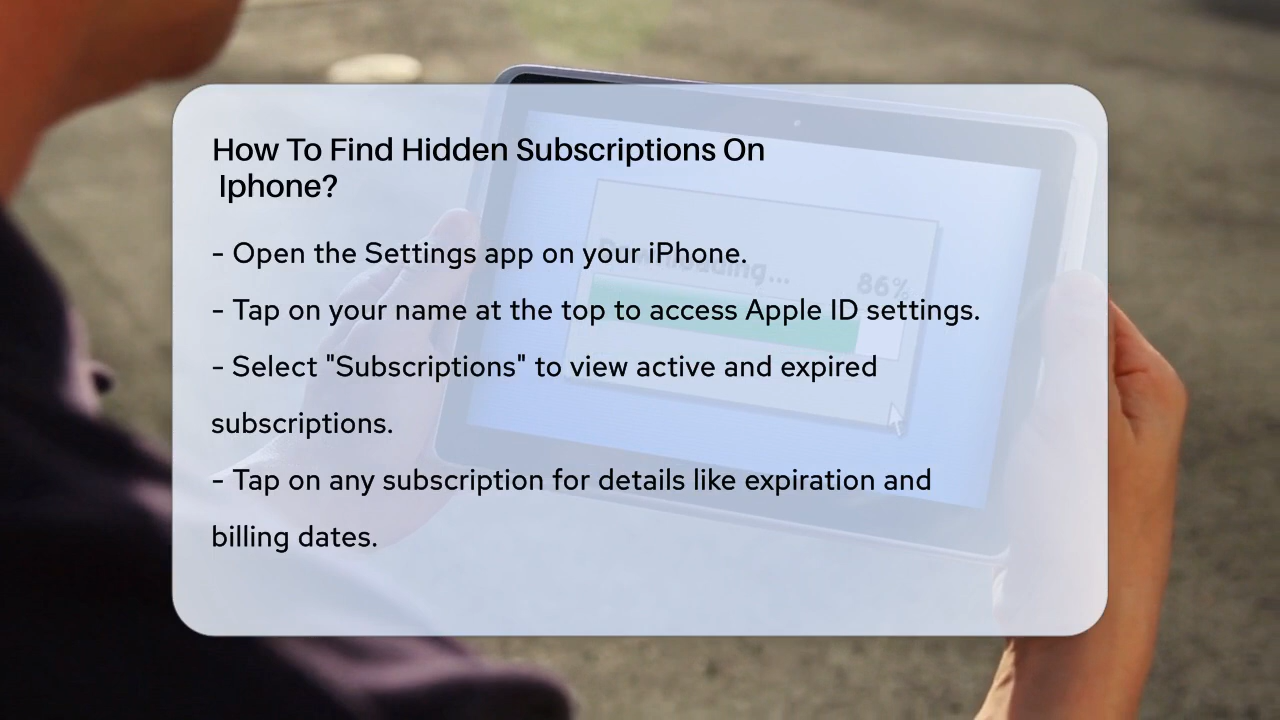 How To Find Hidden Subscriptions On
Iphone?
- Open the Settings app on your iPhone.
- Tap on your name at the top to access Apple ID settings.
- Select "Subscriptions" to view active and expired
subscriptions.
- Tap on any subscription for details like expiration and
billing dates.
Downloading...
86%